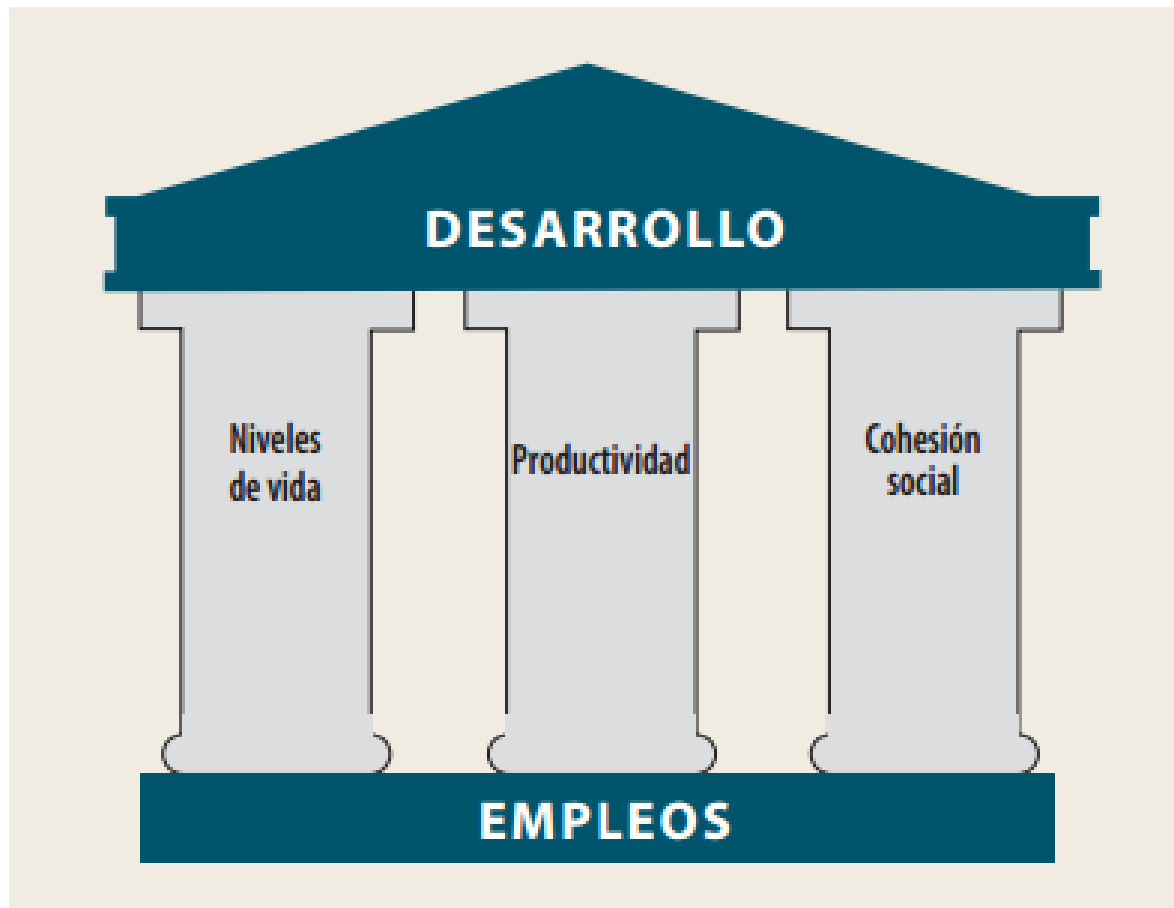 DESARROLLO
Niveles
de vida
Productividad
Cohesión
social
EMPLEOS